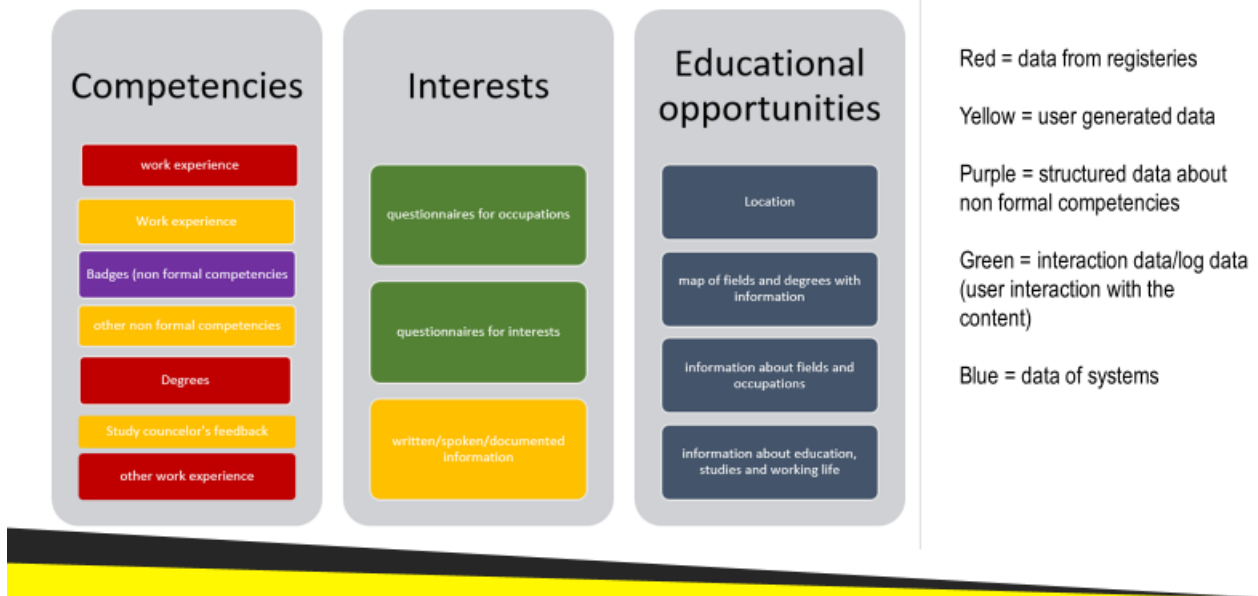 Competencies
work experience
Work experience
Badges (non formal competencies
other non formal competencies
Degrees
Study councelor's feedback
other work experience
Interests
questionnaires for occupations
questionnaires for interests
written/spoken/documented
information
Educational
opportunities
Location
map of fields and degrees with
information
information about fields and
occupations
information about education,
studies and working life
Red = data from registeries
Yellow = user generated data
Purple = structured data about
non formal competencies
Green = interaction data/log data
(user interaction with the
content)
Blue = data of systems